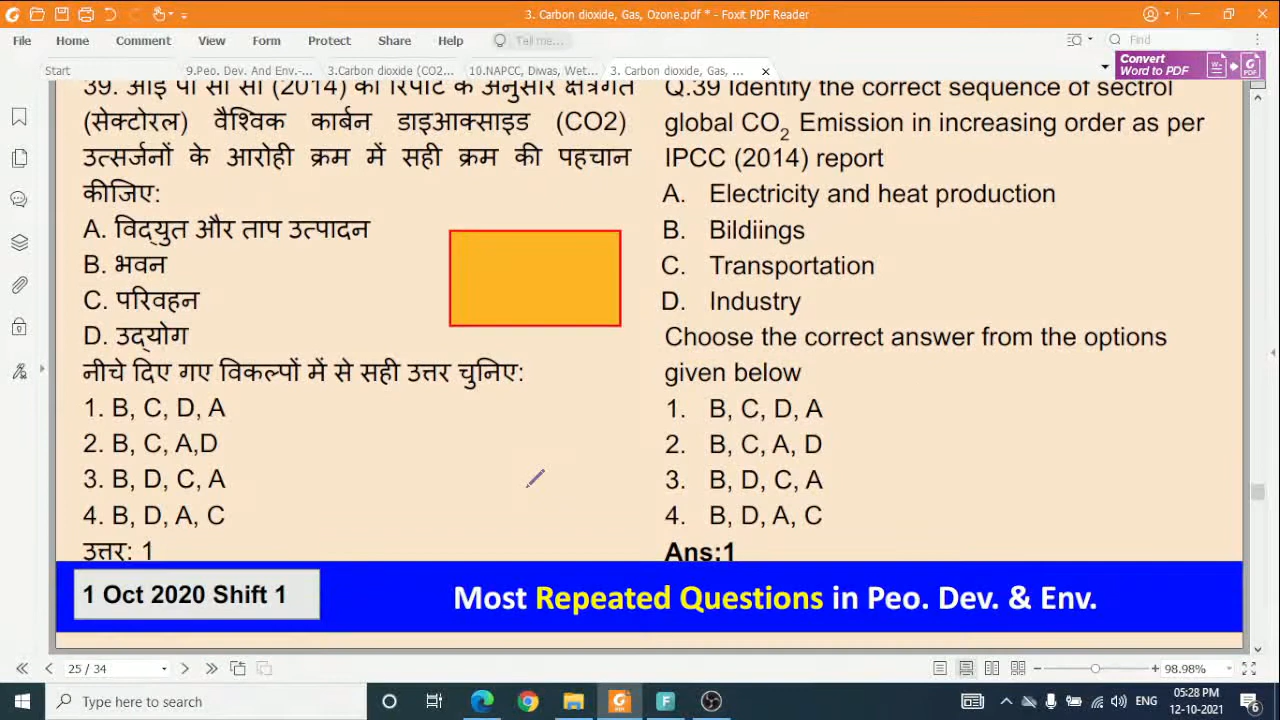 3. Carbon dioxide, Gas, Ozone.pdf * - Foxit PDF Reader
File Home Comment View Form Protect Share Help Tell me... Find
Start 9.Peo. Dev. And Env.-... 3.Carbon dioxide (CO2... 10.NAPCC, Diwas, Wet... 3. Carbon dioxide, Gas, ...
Convert
Word to PDF
39. आई पी सी सी (2014) की रिपोर्ट के अनुसार क्षेत्रगत
(सेक्टोरल) वैश्विक कार्बन डाइआक्साइड (CO2)
उत्सर्जनों के आरोही क्रम में सही क्रम की पहचान
कीजिए:
A. विद्युत और ताप उत्पादन
B. भवन
C. परिवहन
D. उद्योग
नीचे दिए गए विकल्पों में से सही उत्तर चुनिए:
1. B, C, D, A
2. B, C, A,D
3. B, D, C, A
4. B, D, A, C
उत्तर: 1
Q.39 Identify the correct sequence of sectrol
global CO2 Emission in increasing order as per
IPCC (2014) report
A. Electricity and heat production
B. Bildiings
C. Transportation
D. Industry
Choose the correct answer from the options
given below
1. B, C, D, A
2. B, C, A, D
3. B, D, C, A
4. B, D, A, C
Ans:1
1 Oct 2020 Shift 1
Most Repeated Questions in Peo. Dev. & Env.
25 / 34
98.98%
Type here to search
ENG
05:28 PM
12-10-2021
6